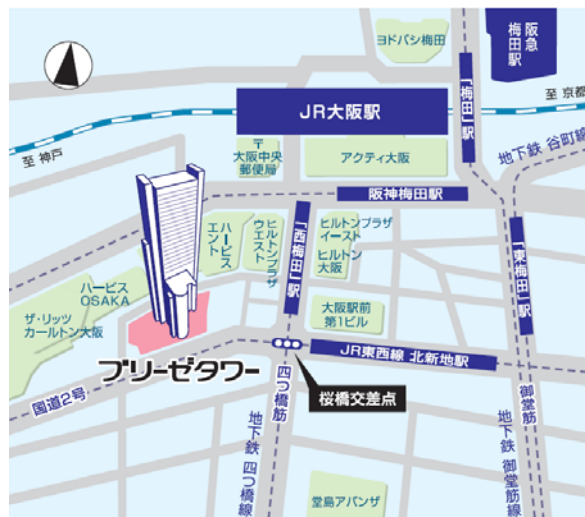 ヨドバシ梅田
阪急
梅田駅
JR大阪駅
「梅田」駅
至 京都
至 神戸
〒
大阪中央
郵便局
アクティ大阪
地下鉄 谷町線
阪神梅田駅
ハービス
エント
ヒルトンプラザ
ウエスト
「西梅田」駅
ヒルトンプラザ
イースト
ヒルトン
大阪
「東梅田」駅
ハービス
OSAKA
ザ・リッツ
カールトン大阪
大阪駅前
第1ビル
ブリーゼタワー
JR東西線 北新地駅
国道2号
四つ橋筋
桜橋交差点
御堂筋
地下鉄 四つ橋線
地下鉄 御堂筋線
堂島アバンザ